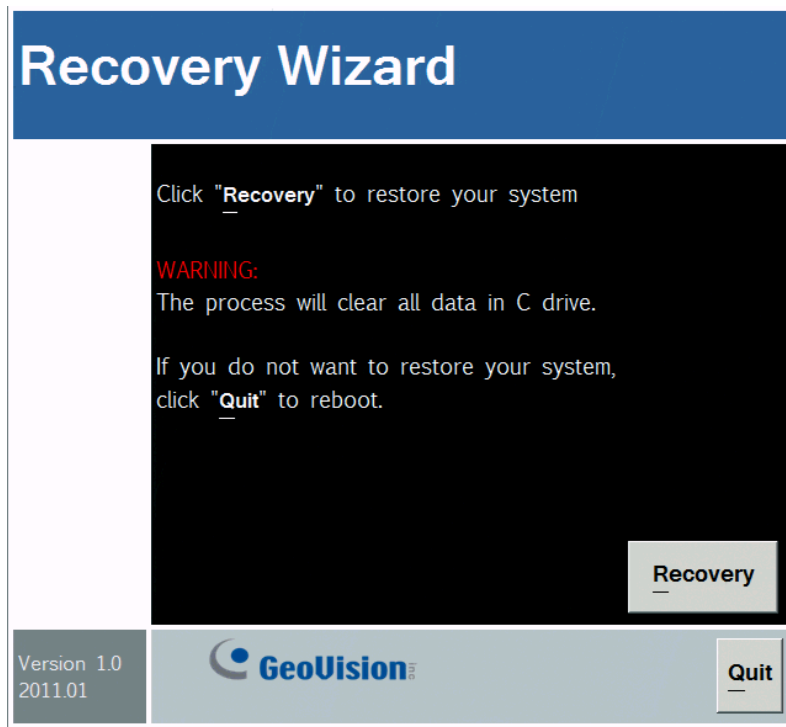 Recovery Wizard
Click "Recovery" to restore your system
WARNING:
The process will clear all data in C drive.
If you do not want to restore your system,
click "Quit" to reboot.
Recovery
Version 1.0
2011.01
GeoVision inc
Quit